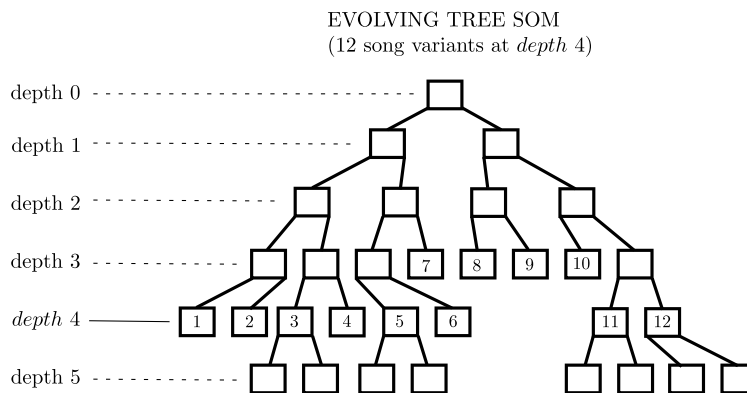 EVOLVING TREE SOM
(12 song variants at depth 4)
depth 0
depth 1
depth 2
depth 3
7
8
9
10
depth 4
1
2
3
4
5
6
11
12
depth 5